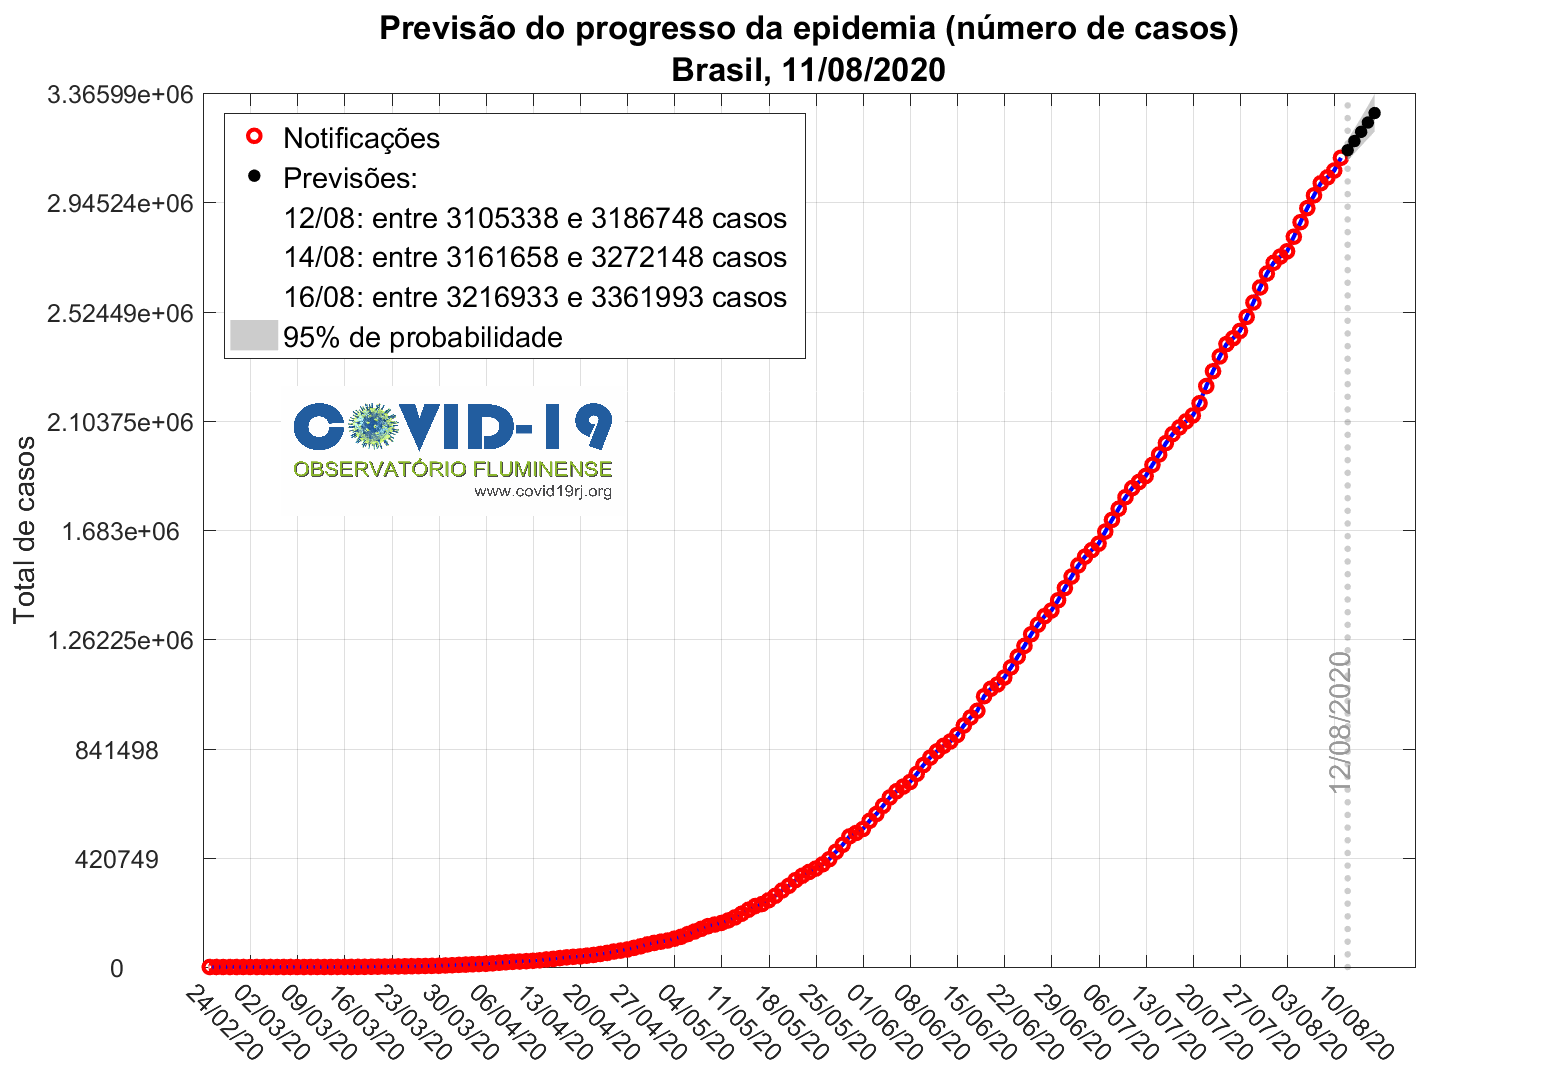 Previsão do progresso da epidemia (número de casos)
Brasil, 11/08/2020
3.36599e+06
2.94524e+06
2.52449e+06
2.10375e+06
1.683e+06
1.26225e+06
841498
420749
0
Total de casos
Notificações
Previsões:
12/08: entre 3105338 e 3186748 casos
14/08: entre 3161658 e 3272148 casos
16/08: entre 3216933 e 3361993 casos
95% de probabilidade
COVID-19
OBSERVATÓRIO FLUMINENSE
www.covid19rj.org
12/08/2020
24/02/20
02/03/20
09/03/20
16/03/20
23/03/20
30/03/20
06/04/20
13/04/20
20/04/20
27/04/20
04/05/20
11/05/20
18/05/20
25/05/20
01/06/20
08/06/20
15/06/20
22/06/20
29/06/20
06/07/20
13/07/20
20/07/20
27/07/20
03/08/20
10/08/20